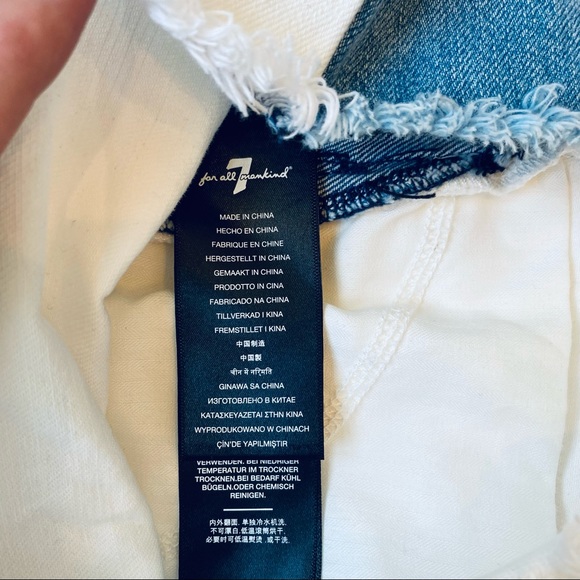 7
for all mankind®
MADE IN CHINA
HECHO EN CHINA
FABRIQUE EN CHINE
HERGESTELLT IN CHINA
GEMAAKT IN CHINA
PRODOTTO IN CINA
FABRICADO NA CHINA
TILLVERKAD I KINA
FREMSTILLET I KINA
中国制造
中国製
चीन में नर्मिति
GINAWA SA CHINA
ИЗГОТОВЛЕНО В КИТАЕ
ΚΑΤΑΣΚΕΥΑΖΕΤΑΙ ΣΤΗΝ ΚΙΝΑ
WYPRODUKOWANO W CHINACH
ÇİN'DE YAPILMIŞTIR
VERWENDEN. BEI NIEDRIGER
TEMPERATUR IM TROCKNER
TROCKNEN.BEI BEDARF KÜHL
BÜGELN.ODER CHEMISCH
REINIGEN.
内外翻面. 单独冷水机洗.
不可漂白.低温滚筒烘干.
必要时可低温熨烫. 或干洗.